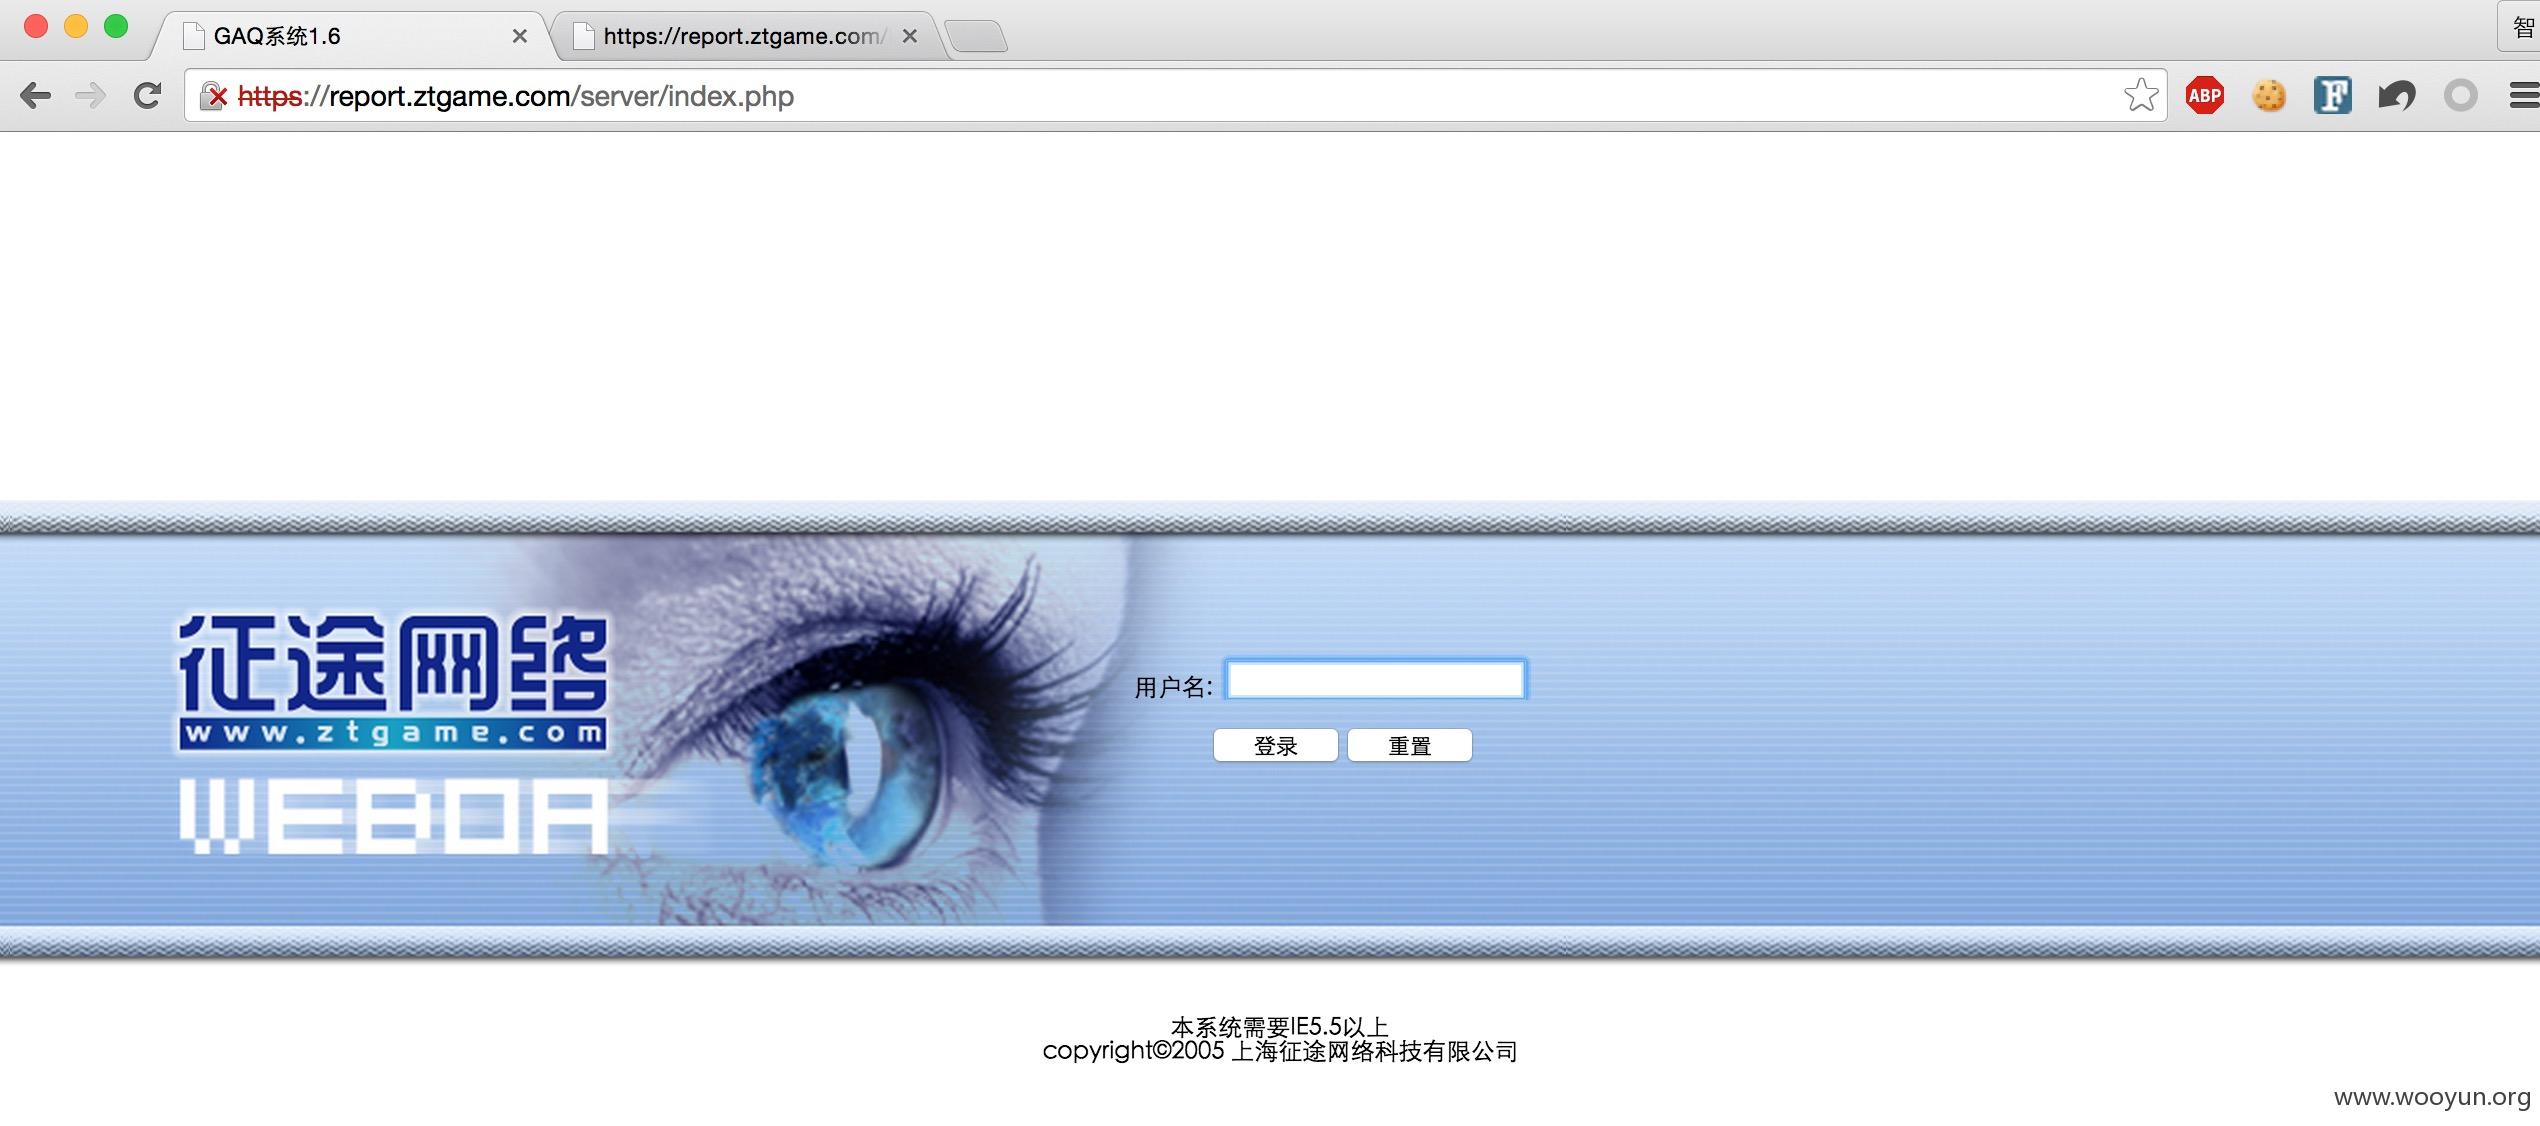 GAQ系统1.6
https://report.ztgame.com/
智
https://report.ztgame.com/server/index.php
ABP
F
征途网络
www.ztgame.com
WEBOA
用户名:
登录 重置
本系统需要IE5.5以上
copyright©2005 上海征途网络科技有限公司
www.wooyun.org